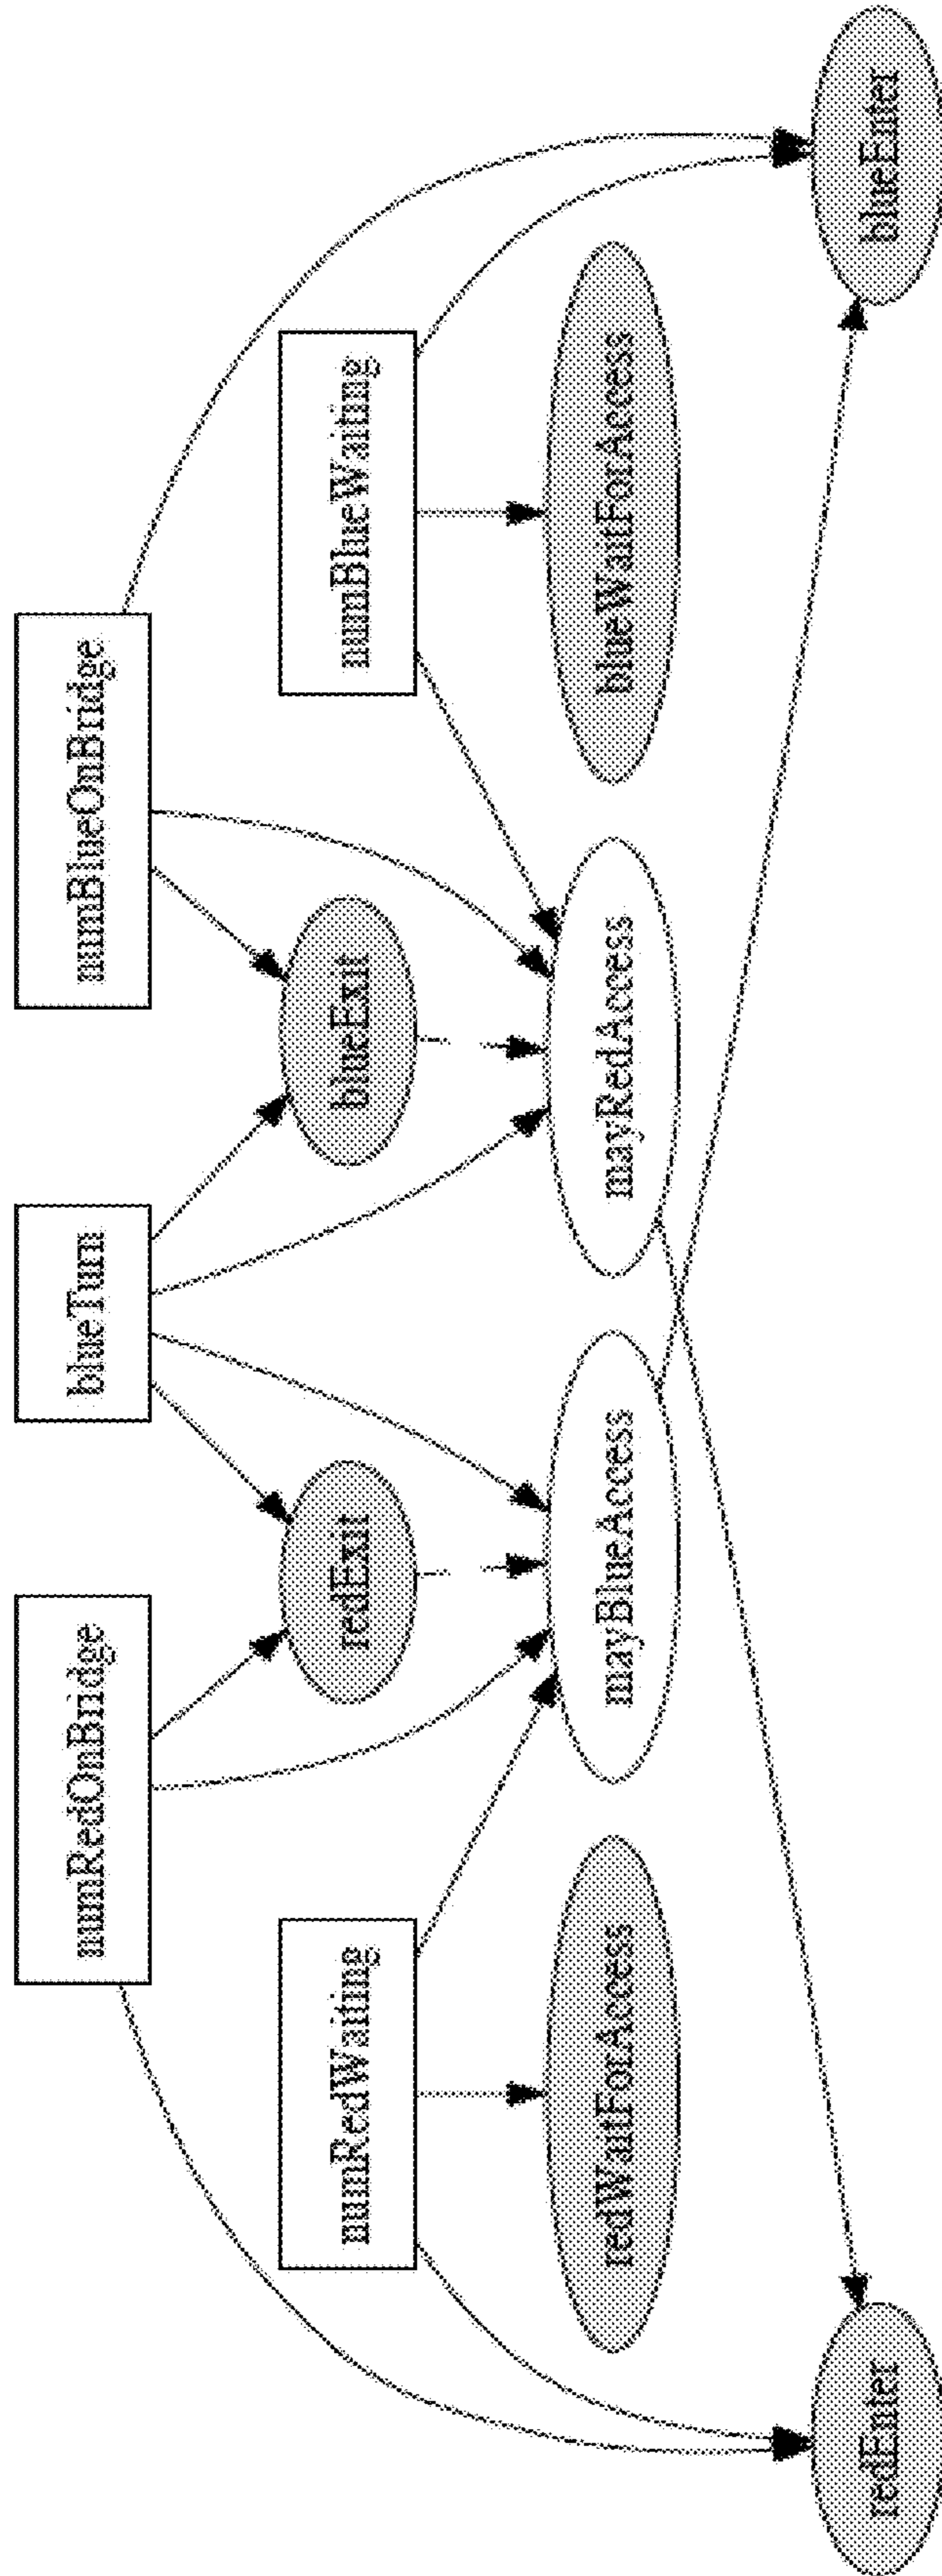 numRedOnBridge
blueTurn
numBlueOnBridge
numRedWaiting
redExit
blueExit
numBlueWaiting
redWaitForAccess
mayBlueAccess
mayRedAccess
blueWaitForAccess
redEnter
blueEnter